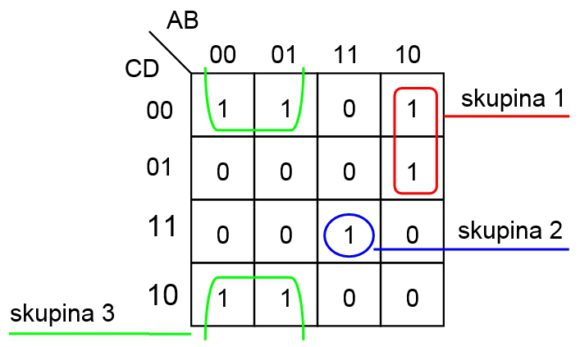 AB
CD
00 01 11 10
00 1 1 0 1 skupina 1
01 0 0 0 1
11 0 0 1 0 skupina 2
10 1 1 0 0
skupina 3